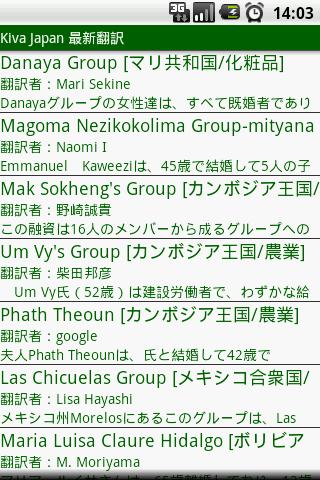 3G
14:03
Kiva Japan 最新翻訳
Danaya Group [マリ共和国/化粧品]
翻訳者：Mari Sekine
Danayaグループの女性達は、すべて既婚者であり
Magoma Nezikokolima Group-mityana
翻訳者：Naomi I
Emmanuel　Kaweeziは、45歳で結婚して5人の子
Mak Sokheng's Group [カンボジア王国/
翻訳者：野崎誠貴
この融資は16人のメンバーから成るグループへの
Um Vy's Group [カンボジア王国/農業]
翻訳者：柴田邦彦
　Um Vy氏（52歳）は建設労働者で、わずかな給
Phath Theoun [カンボジア王国/農業]
翻訳者：google
夫人Phath Theounは、氏と結婚して42歳で
Las Chicuelas Group [メキシコ合衆国/
翻訳者：Lisa Hayashi
メキシコ州Morelosにあるこのグループは、Las
Maria Luisa Claure Hidalgo [ボリビア
翻訳者：M. Moriyama